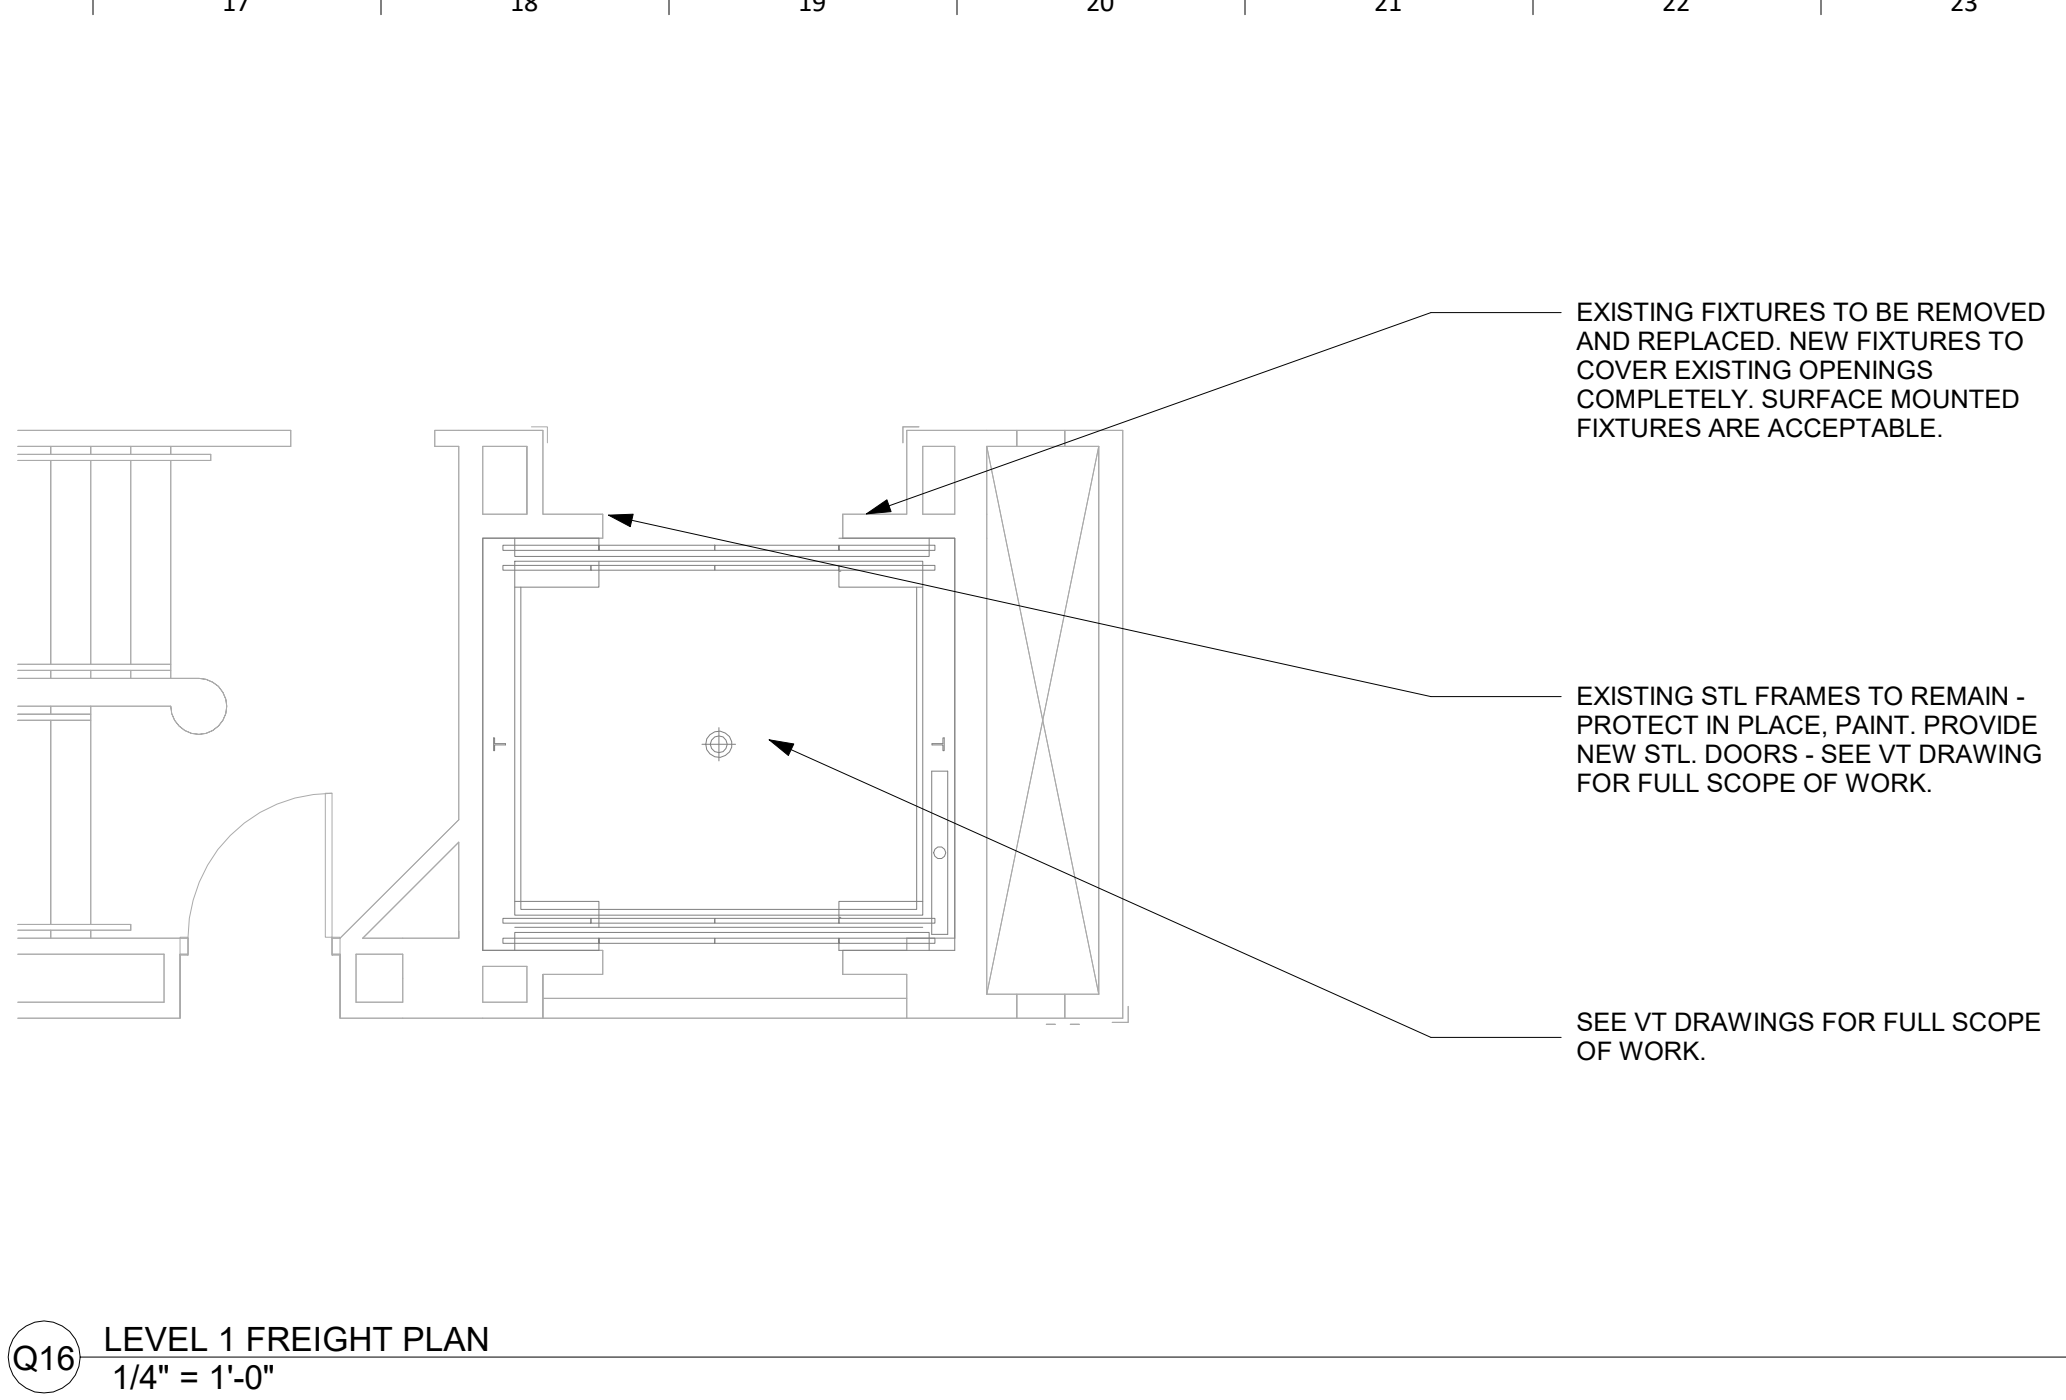 17 18 19 20 21 22 23
EXISTING FIXTURES TO BE REMOVED
AND REPLACED. NEW FIXTURES TO
COVER EXISTING OPENINGS
COMPLETELY. SURFACE MOUNTED
FIXTURES ARE ACCEPTABLE.
EXISTING STL FRAMES TO REMAIN -
PROTECT IN PLACE, PAINT. PROVIDE
NEW STL. DOORS - SEE VT DRAWING
FOR FULL SCOPE OF WORK.
SEE VT DRAWINGS FOR FULL SCOPE
OF WORK.
Q16
LEVEL 1 FREIGHT PLAN
1/4" = 1'-0"